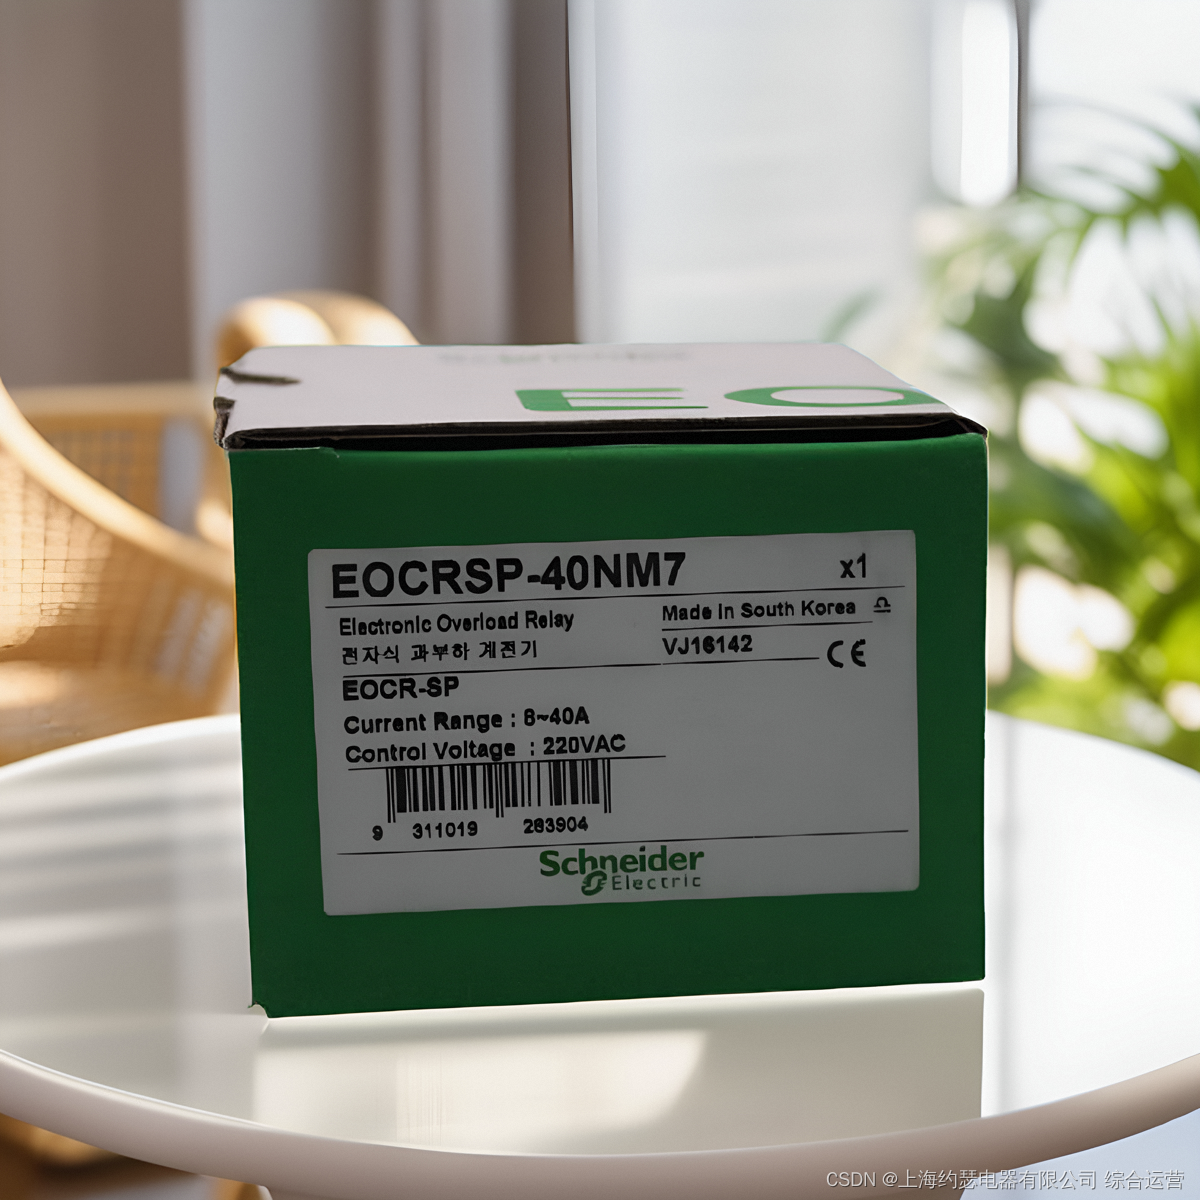 EO
EOCRSP-40NM7 x1
Electronic Overload Relay
전자식 과부하 계전기
Made in South Korea
VJ16142
CE
EOCR-SP
Current Range : 8~40A
Control Voltage : 220VAC
9 311019 283904
Schneider
Electric
CSDN @上海约瑟电器有限公司 综合运营